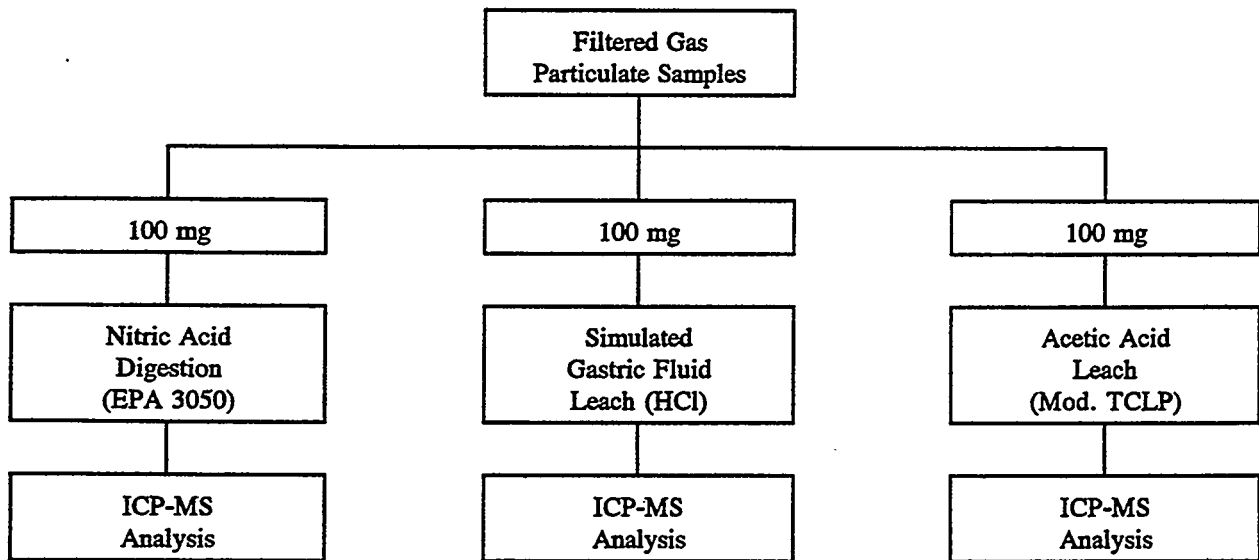 Filtered Gas
Particulate Samples
100 mg
100 mg
100 mg
Nitric Acid
Digestion
(EPA 3050)
Simulated
Gastric Fluid
Leach (HCl)
Acetic Acid
Leach
(Mod. TCLP)
ICP-MS
Analysis
ICP-MS
Analysis
ICP-MS
Analysis